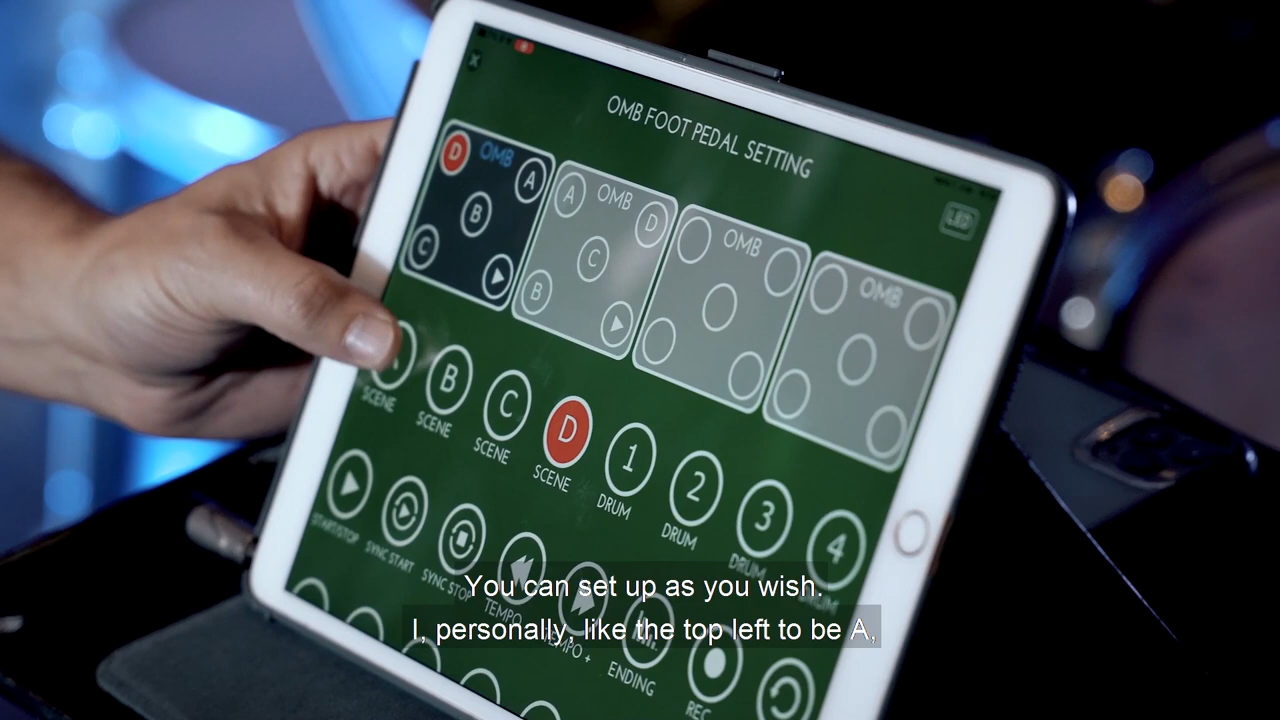 X
OMB FOOT PEDAL SETTING
LED
D OMB A
B
C
A OMB D
C
B
OMB
OMB
SCENE
B
SCENE
C
SCENE
D
SCENE
1
DRUM
2
DRUM
3
DRUM
4
DRUM
START/STOP
SYNC START
SYNC STOP
TEMPO -
TEMPO +
ENDING
REC
You can set up as you wish.
I, personally, like the top left to be A,